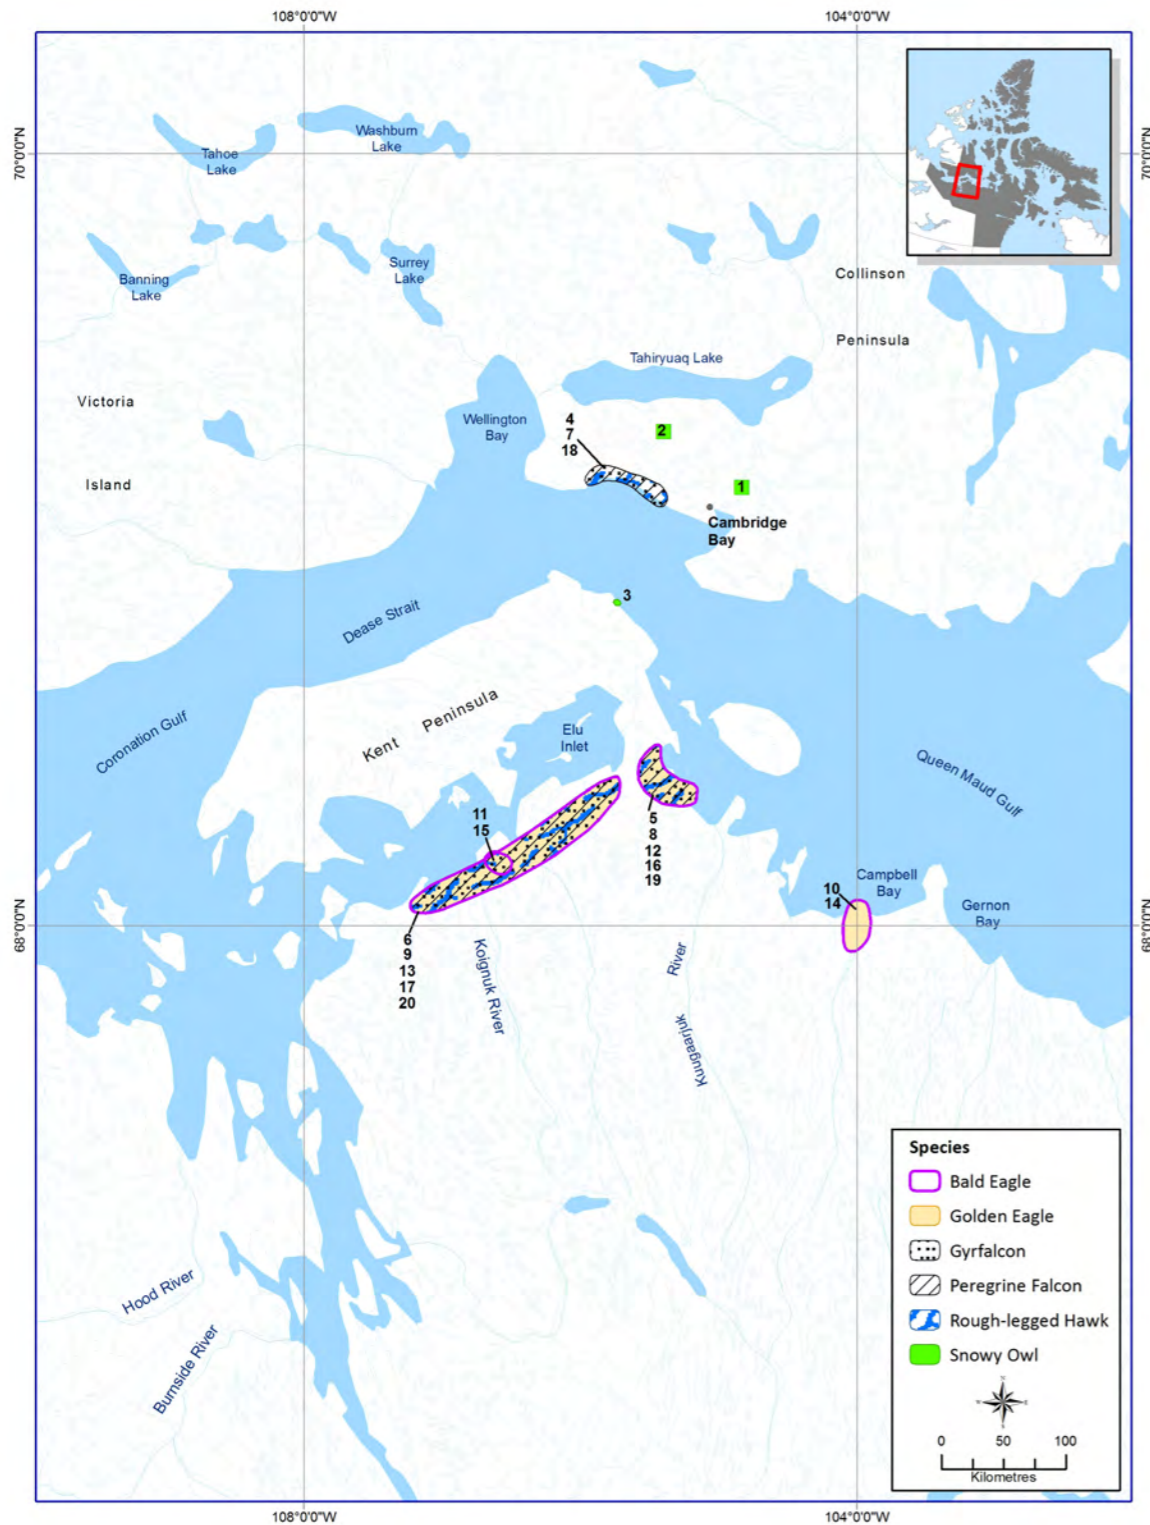 108°0'0"W
104°0'0"W
70°0'0"N
70°0'0"N
Washburn
Lake
Tahoe
Lake
Banning
Lake
Surrey
Lake
Collinson
Peninsula
Tahiryuaq Lake
Victoria
Island
Wellington
Bay
4
7
18
2
1
Cambridge
Bay
3
Dease Strait
Coronation Gulf
Kent Peninsula
Elu
Inlet
Queen Maud Gulf
11
15
5
8
12
16
19
Campbell
Bay
10
14
Gernon
Bay
68°0'0"N
68°0'0"N
6
9
13
17
20
Koignuk River
River
Kuugaarjuk
Hood River
Burnside River
Species
Bald Eagle
Golden Eagle
Gyrfalcon
Peregrine Falcon
Rough-legged Hawk
Snowy Owl
N
W
E
S
0 50 100
Kilometres
108°0'0"W
104°0'0"W